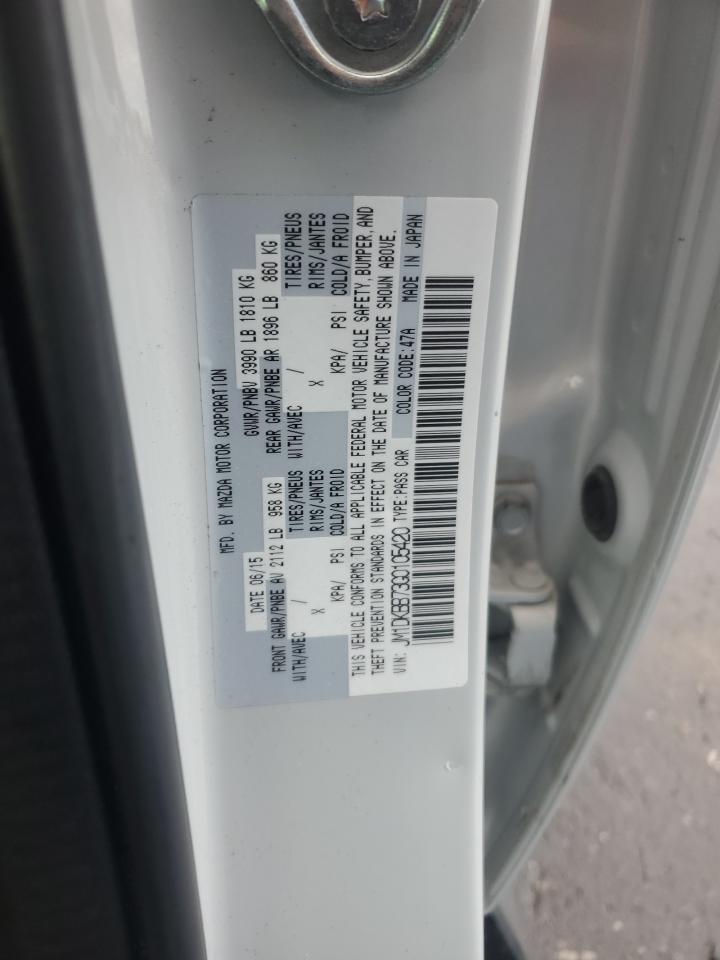 MFD. BY MAZDA MOTOR CORPORATION
DATE 06/15 GVWR/PNBV 3990 LB 1810 KG
FRONT GAWR/PNBE AV 2112 LB 958 KG REAR GAWR/PNBE AR 1896 LB 860 KG
WITH/AVEC TIRES/PNEUS WITH/AVEC / TIRES/PNEUS
X / RIMS/JANTES X RIMS/JANTES
KPA/ PSI COLD/A FROID KPA/ PSI COLD/A FROID
THIS VEHICLE CONFORMS TO ALL APPLICABLE FEDERAL MOTOR VEHICLE SAFETY, BUMPER, AND
THEFT PREVENTION STANDARDS IN EFFECT ON THE DATE OF MANUFACTURE SHOWN ABOVE.
VIN: JM1DKBB73G0105420 TYPE:PASS CAR COLOR CODE:47A MADE IN JAPAN